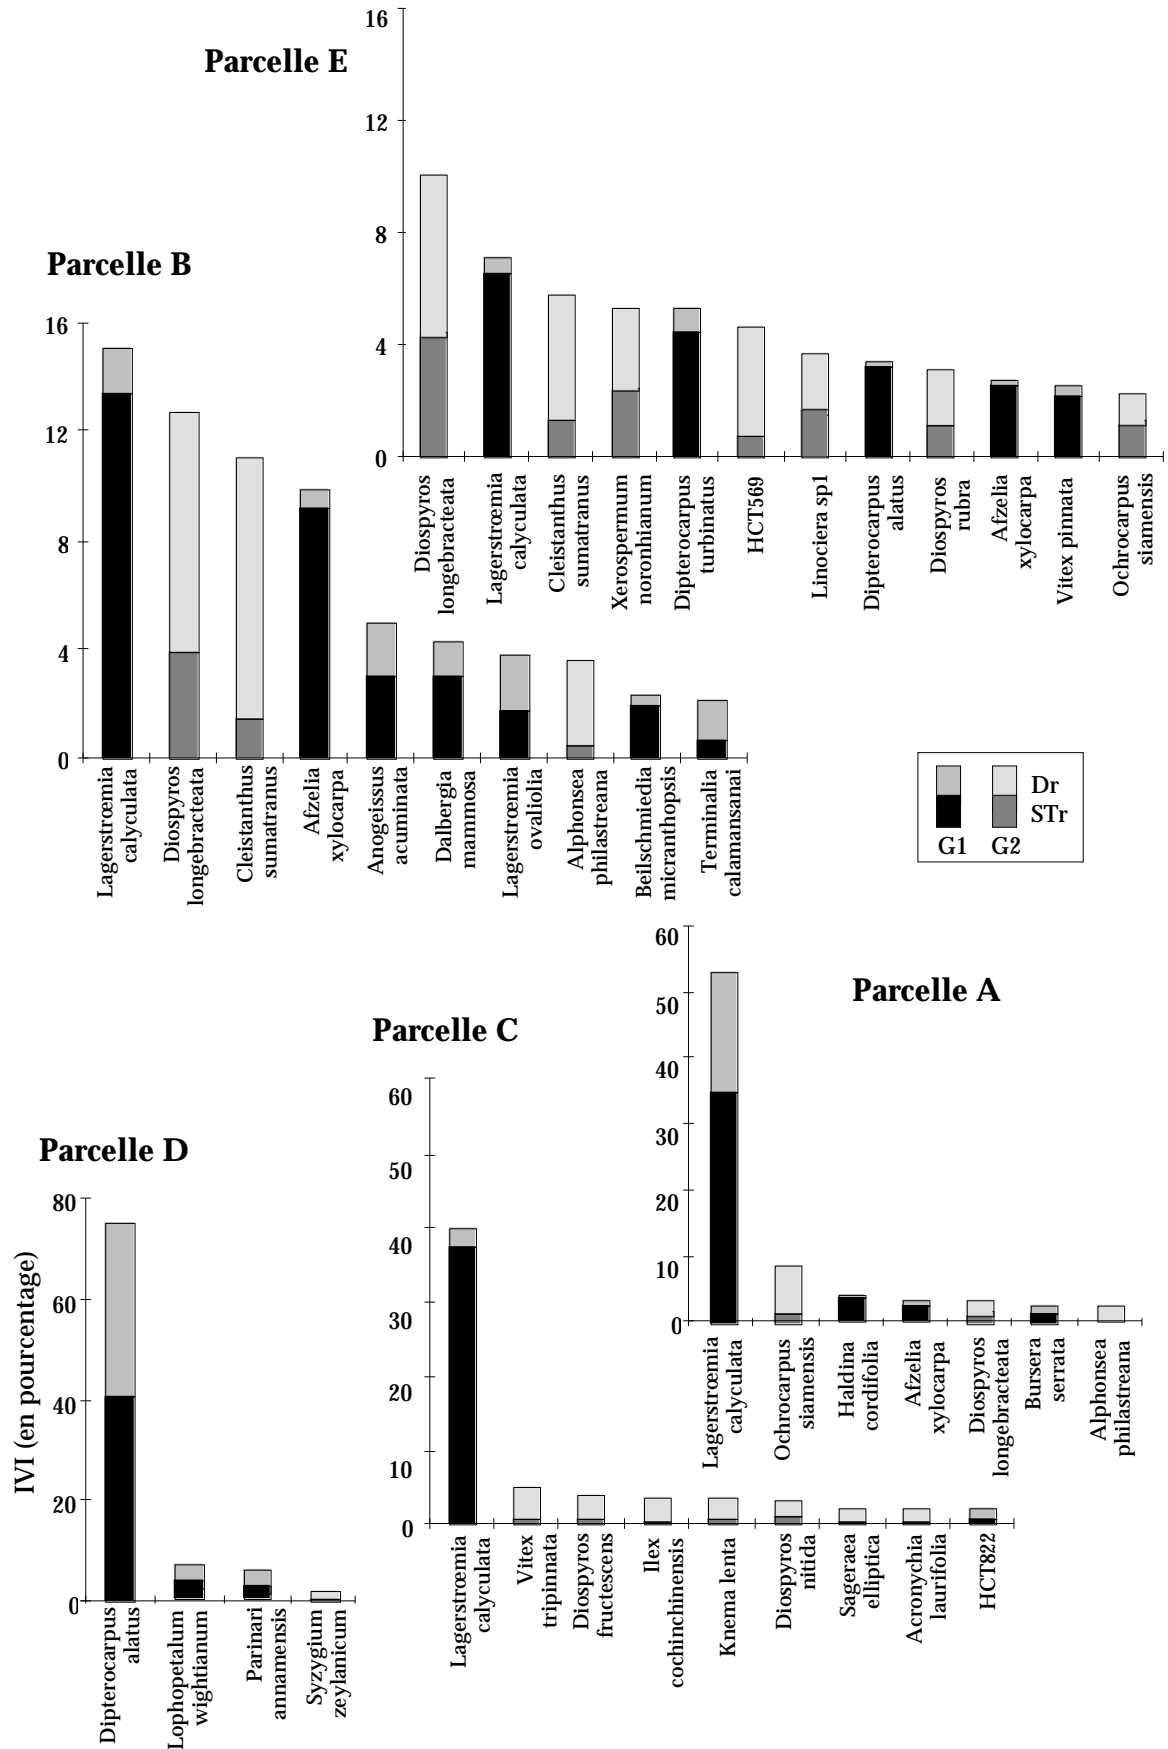 Parcelle E
16
12
8
4
0
Diospyros
longebracteata
Lagerstrœmia
calyculata
Cleistanthus
sumatranus
Xerospermum
noronhianum
Dipterocarpus
turbinatus
HCT569
Linociera sp1
Dipterocarpus
alatus
Diospyros
rubra
Afzelia
xylocarpa
Vitex pinnata
Ochrocarpus
siamensis
Parcelle B
16
12
8
4
0
Lagerstrœmia
calyculata
Diospyros
longebracteata
Cleistanthus
sumatranus
Afzelia
xylocarpa
Anogeissus
acuminata
Dalbergia
mammosa
Lagerstrœmia
ovaliolia
Alphonsea
philastreana
Beilschmiedia
micranthopsis
Terminalia
calamansanai
Dr
STr
G1 G2
Parcelle A
60
50
40
30
20
10
0
Lagerstrœmia
calyculata
Ochrocarpus
siamensis
Haldina
cordifolia
Afzelia
xylocarpa
Diospyros
longebracteata
Bursera
serrata
Alphonsea
philastreana
Parcelle C
60
50
40
30
20
10
0
Lagerstrœmia
calyculata
Vitex
tripinnata
Diospyros
fructescens
Ilex
cochinchinensis
Knema lenta
Diospyros
nitida
Sageraea
elliptica
Acronychia
laurifolia
HCT822
Parcelle D
IVI (en pourcentage)
80
60
40
20
0
Dipterocarpus
alatus
Lophopetalum
wightianum
Parinari
annamensis
Syzygium
zeylanicum